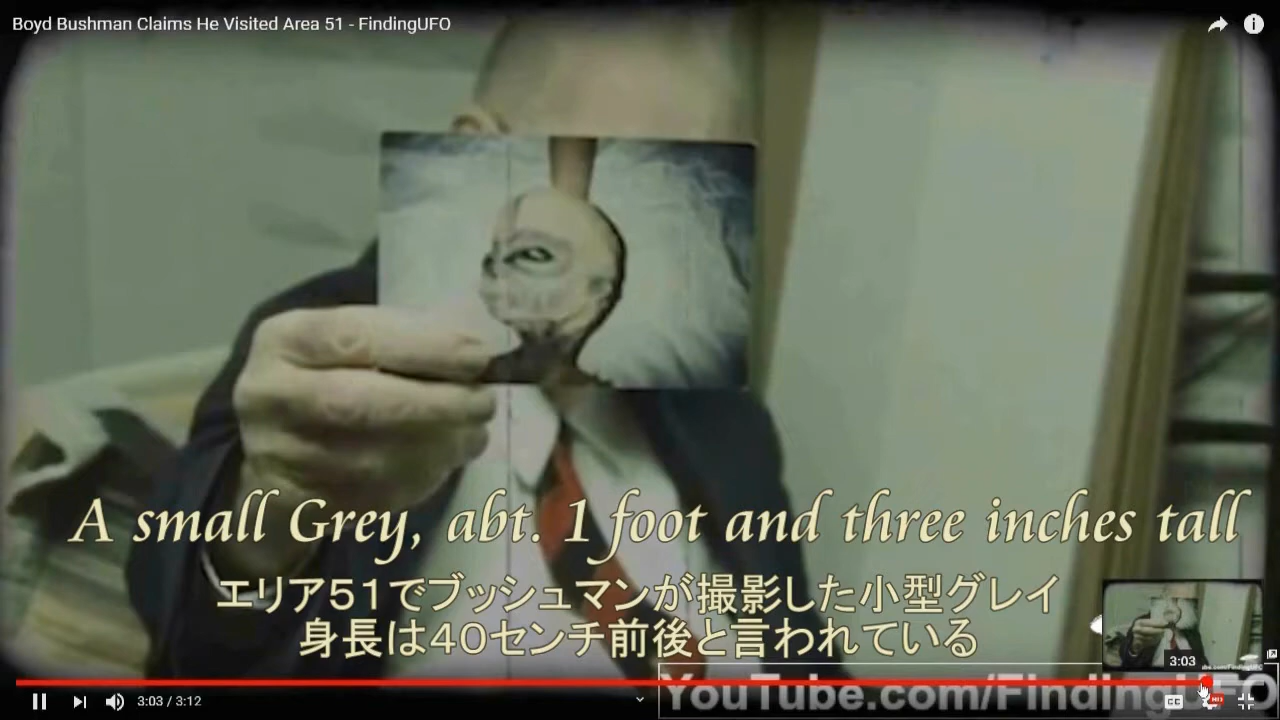 Boyd Bushman Claims He Visited Area 51 - FindingUFO
A small Grey, abt. 1 foot and three inches tall
エリア51でブッシュマンが撮影した小型グレイ
身長は40センチ前後と言われている
3:03
YouTube.com/FindingUFO
3:03 / 3:12
CC
HD